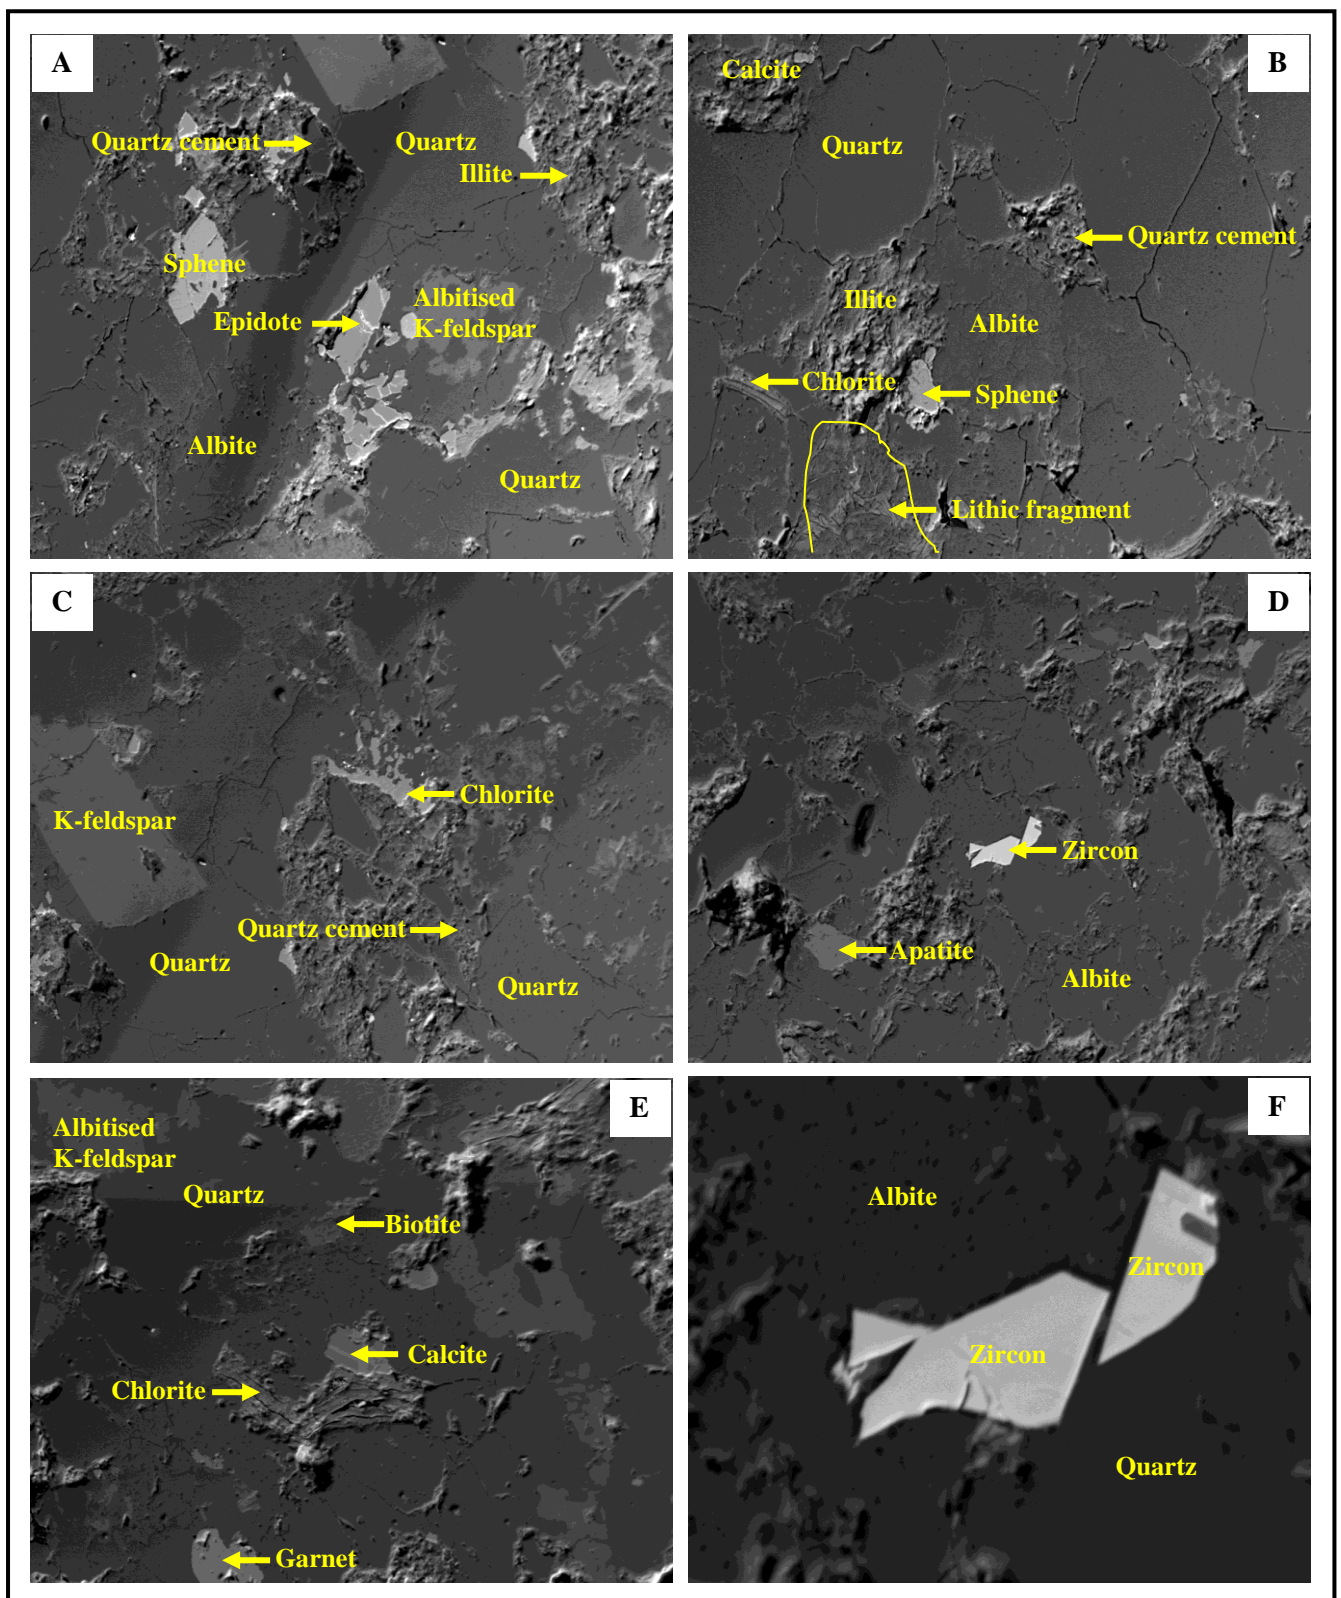 A
Quartz cement
Quartz
Illite
Sphene
Epidote
Albitised
K-feldspar
Albite
Quartz
B
Calcite
Quartz
Quartz cement
Illite
Albite
Chlorite
Sphene
Lithic fragment
C
Chlorite
K-feldspar
Quartz cement
Quartz
Quartz
D
Zircon
Apatite
Albite
E
Albitised
K-feldspar
Quartz
Biotite
Calcite
Chlorite
Garnet
F
Albite
Zircon
Zircon
Quartz